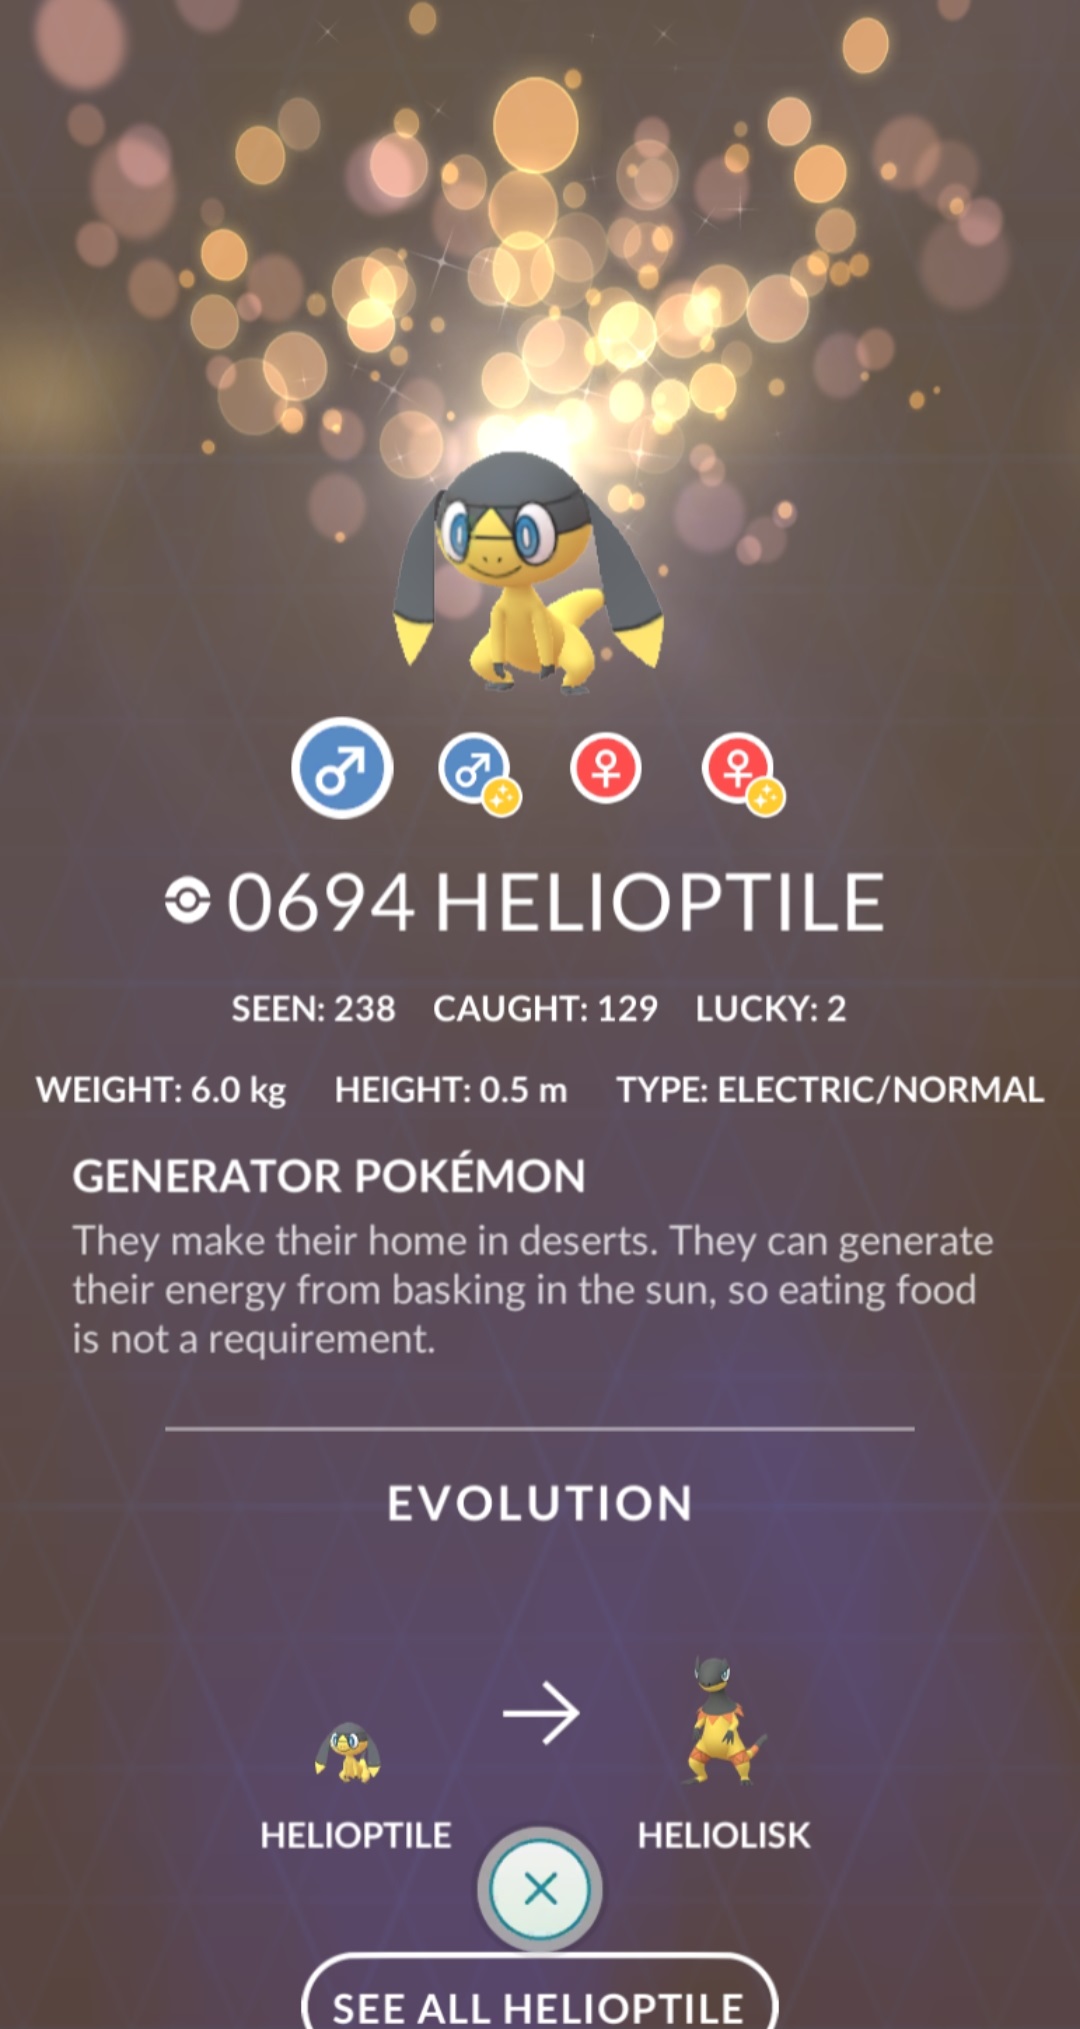 0694 HELIOPTILE
SEEN: 238 CAUGHT: 129 LUCKY: 2
WEIGHT: 6.0 kg HEIGHT: 0.5 m TYPE: ELECTRIC/NORMAL
GENERATOR POKÉMON
They make their home in deserts. They can generate
their energy from basking in the sun, so eating food
is not a requirement.
EVOLUTION
HELIOPTILE HELIOLISK
SEE ALL HELIOPTILE